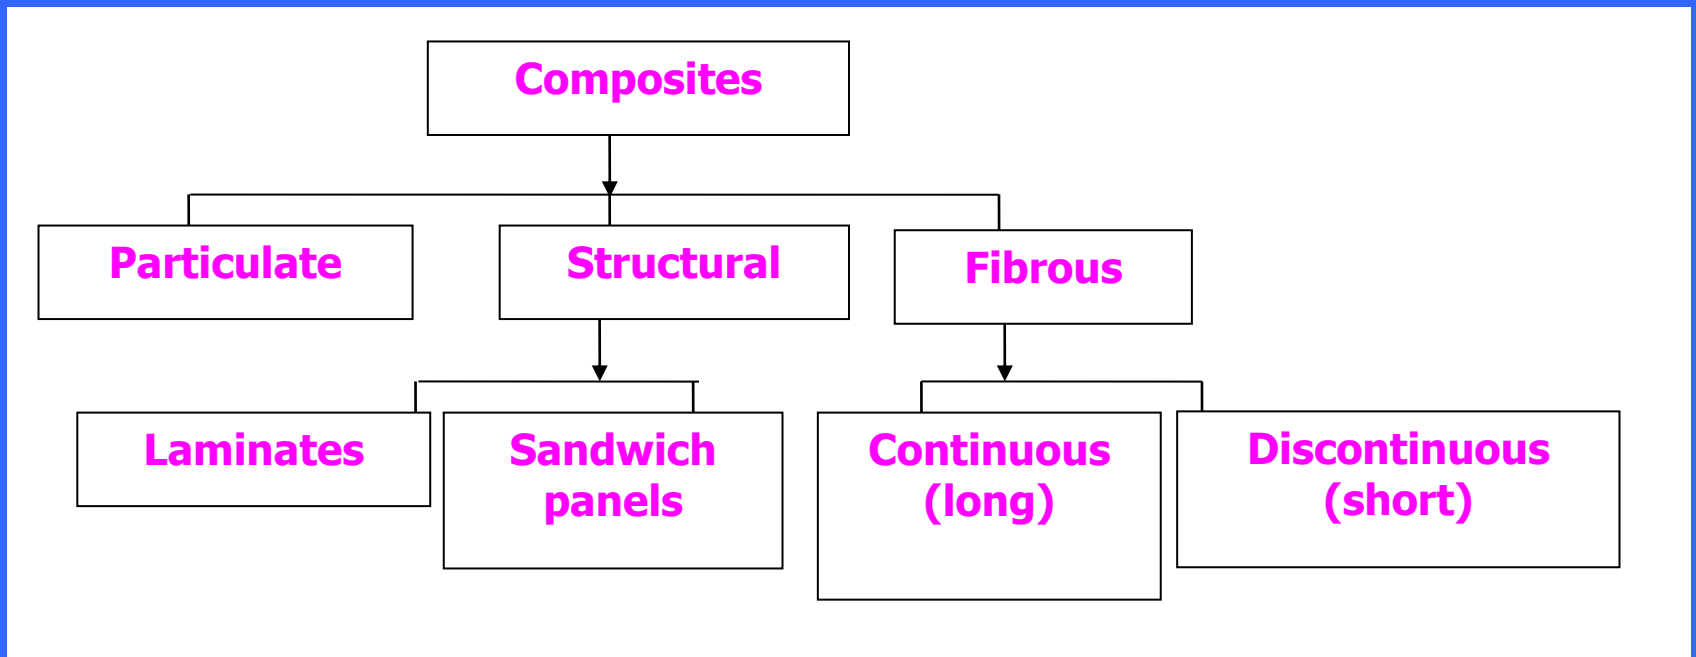 Composites
Particulate
Structural
Fibrous
Laminates
Sandwich
panels
Continuous
(long)
Discontinuous
(short)